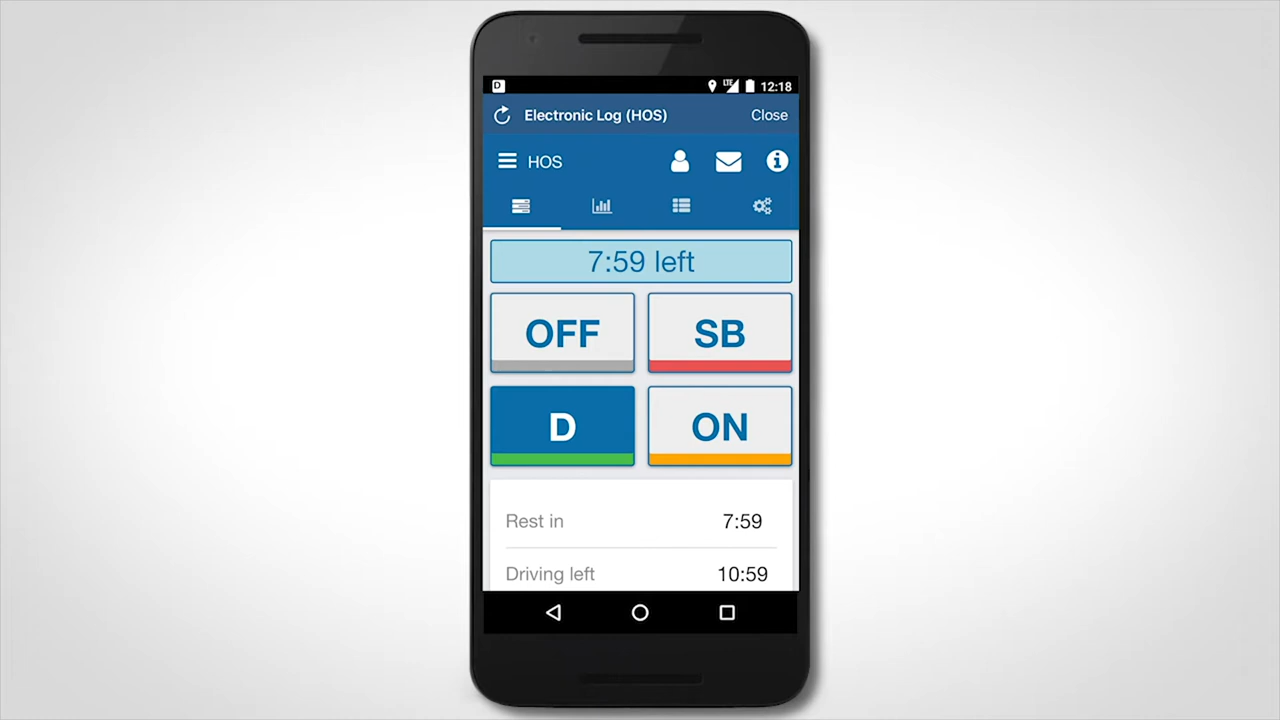 D LTE 12:18
Electronic Log (HOS) Close
HOS
7:59 left
OFF SB
D ON
Rest in 7:59
Driving left 10:59